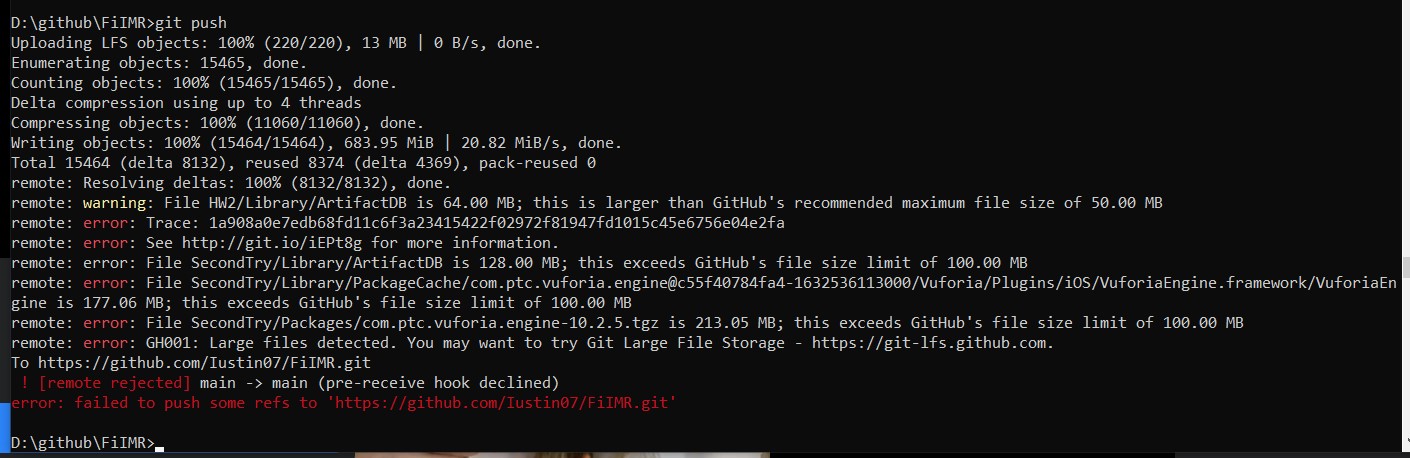 D:\github\FiIMR>git push
Uploading LFS objects: 100% (220/220), 13 MB | 0 B/s, done.
Enumerating objects: 15465, done.
Counting objects: 100% (15465/15465), done.
Delta compression using up to 4 threads
Compressing objects: 100% (11060/11060), done.
Writing objects: 100% (15464/15464), 683.95 MiB | 20.82 MiB/s, done.
Total 15464 (delta 8132), reused 8374 (delta 4369), pack-reused 0
remote: Resolving deltas: 100% (8132/8132), done.
remote: warning: File HW2/Library/ArtifactDB is 64.00 MB; this is larger than GitHub's recommended maximum file size of 50.00 MB
remote: error: Trace: 1a908a0e7edb68fd11c6f3a23415422f02972f81947fd1015c45e6756e04e2fa
remote: error: See http://git.io/iEPt8g for more information.
remote: error: File SecondTry/Library/ArtifactDB is 128.00 MB; this exceeds GitHub's file size limit of 100.00 MB
remote: error: File SecondTry/Library/PackageCache/com.ptc.vuforia.engine@c55f40784fa4-1632536113000/Vuforia/Plugins/iOS/VuforiaEngine.framework/VuforiaEn
gine is 177.06 MB; this exceeds GitHub's file size limit of 100.00 MB
remote: error: File SecondTry/Packages/com.ptc.vuforia.engine-10.2.5.tgz is 213.05 MB; this exceeds GitHub's file size limit of 100.00 MB
remote: error: GH001: Large files detected. You may want to try Git Large File Storage - https://git-lfs.github.com.
To https://github.com/Iustin07/FiIMR.git
 ! [remote rejected] main -> main (pre-receive hook declined)
error: failed to push some refs to 'https://github.com/Iustin07/FiIMR.git'
D:\github\FiIMR>